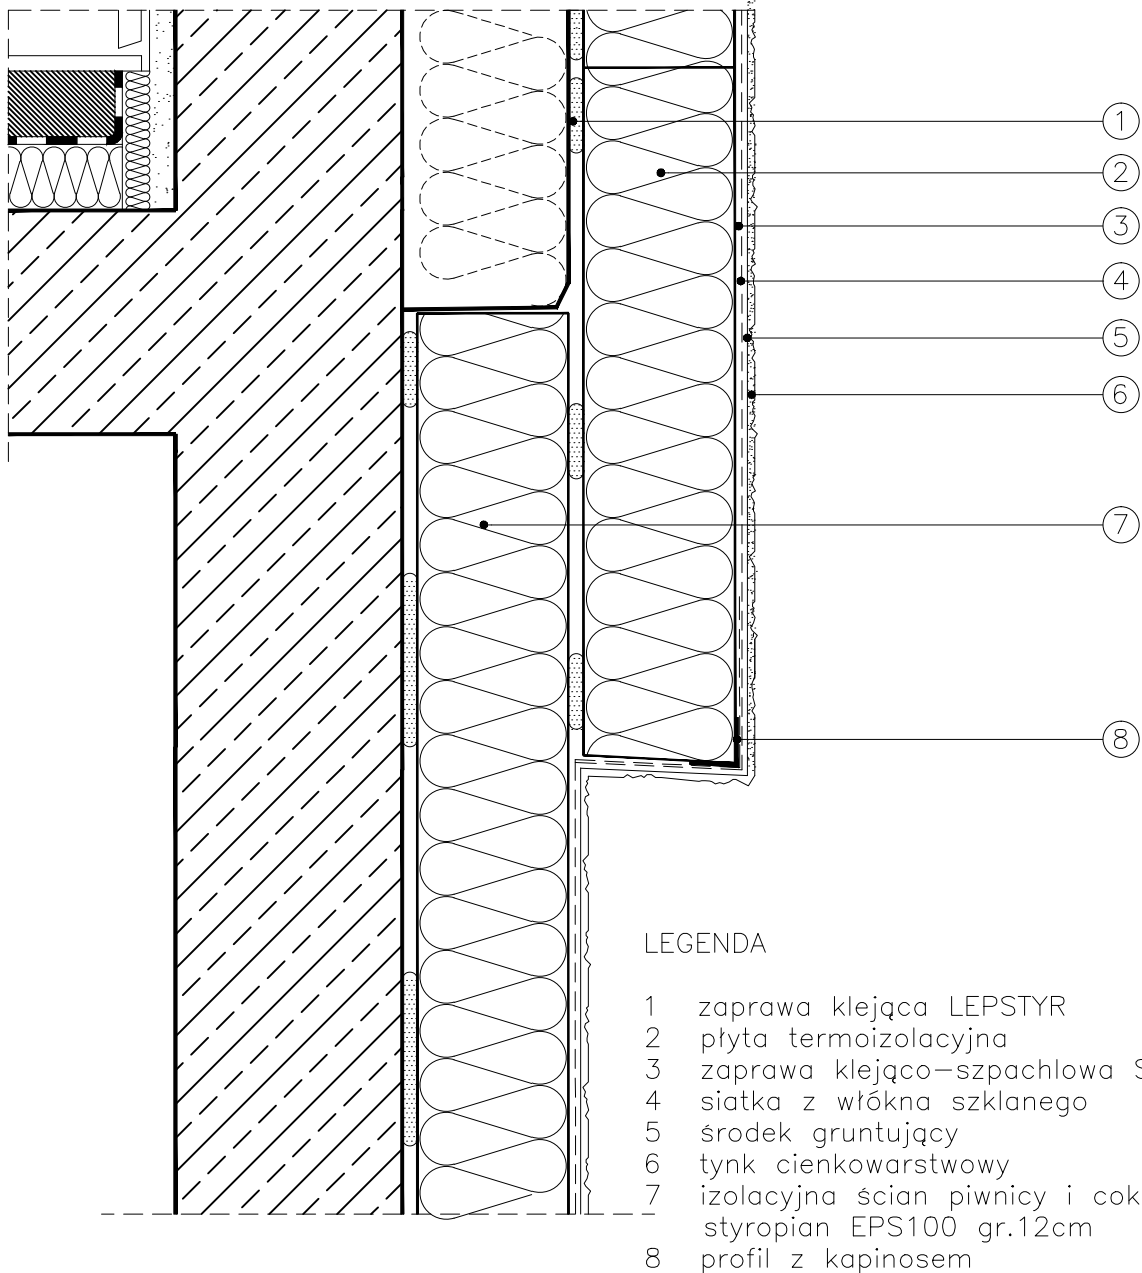 1
2
3
4
5
6
7
8
LEGENDA
1 zaprawa klejąca LEPSTYR
2 płyta termoizolacyjna
3 zaprawa klejąco-szpachlowa
4 siatka z włókna szklanego
5 środek gruntujący
6 tynk cienkowarstwowy
7 izolacyjna ścian piwnicy i
styropian EPS100 gr.12cm
8 profil z kapinosem